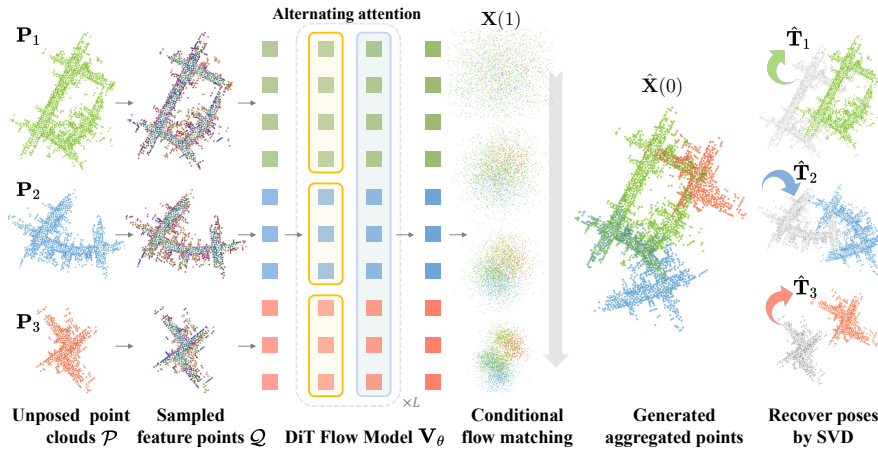 Alternating attention
P₁
P₂
P₃
×L
X(1)
X̂(0)
T̂₁
T̂₂
T̂₃
Unposed point
clouds 𝒫
Sampled
feature points 𝒬
DiT Flow Model V_θ
Conditional
flow matching
Generated
aggregated points
Recover poses
by SVD